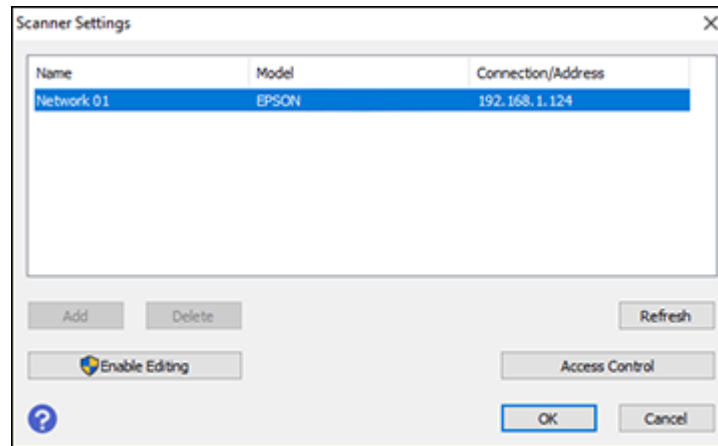 Scanner Settings
Name Model Connection/Address
Network 01 EPSON 192.168.1.124
Add Delete Refresh
Enable Editing Access Control
OK Cancel